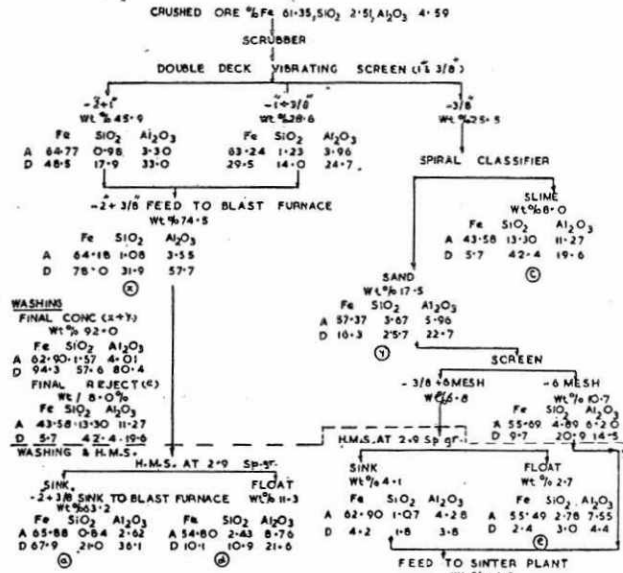 CRUSHED ORE % Fe 61·35, SiO2 2·51, Al2O3 4·59
SCRUBBER
DOUBLE DECK VIBRATING SCREEN (1" & 3/8")
-2"+1"
Wt % 45·9
Fe SiO2 Al2O3
A 64·77 0·98 3·30
D 48·5 17·9 33·0
-1"+3/8"
Wt % 28·6
Fe SiO2 Al2O3
A 63·24 1·23 3·96
D 29·5 14·0 24·7
-3/8"
Wt % 25·5
SPIRAL CLASSIFIER
-2"+3/8" FEED TO BLAST FURNACE
Wt % 74·5
Fe SiO2 Al2O3
A 64·18 1·08 3·55
D 78·0 31·9 57·7
(x)
SLIME
Wt % 8·0
Fe SiO2 Al2O3
A 43·58 13·30 11·27
D 5·7 42·4 19·6
(c)
SAND
Wt % 17·5
Fe SiO2 Al2O3
A 57·37 3·67 5·96
D 16·3 25·7 22·7
(y)
WASHING
FINAL CONC (x+y)
Wt % 92·0
Fe SiO2 Al2O3
A 62·90 1·57 4·01
D 94·3 57·6 80·4
FINAL REJECT (c)
Wt / 8·0%
Fe SiO2 Al2O3
A 43·58 13·30 11·27
D 5·7 42·4 19·6
SCREEN
- 3/8 +6 MESH
Wt % 6·8
-6 MESH
Wt % 10·7
Fe SiO2 Al2O3
A 55·69 4·89 6·20
D 9·7 20·9 14·5
WASHING & H.M.S.
H.M.S. AT 2·9 Sp·gr·
H.M.S. AT 2·9 Sp gr·
SINK
-2+3/8 SINK TO BLAST FURNACE
Wt % 63·2
Fe SiO2 Al2O3
A 65·88 0·84 2·62
D 67·9 21·0 36·1
(a)
FLOAT
Wt % 11·3
Fe SiO2 Al2O3
A 54·80 2·43 8·76
D 10·1 10·9 21·6
(d)
SINK
Wt % 4·1
Fe SiO2 Al2O3
A 62·90 1·07 4·28
D 4·2 1·8 3·8
FLOAT
Wt % 2·7
Fe SiO2 Al2O3
A 55·49 2·78 7·55
D 2·4 3·0 4·4
(e)
FEED TO SINTER PLANT